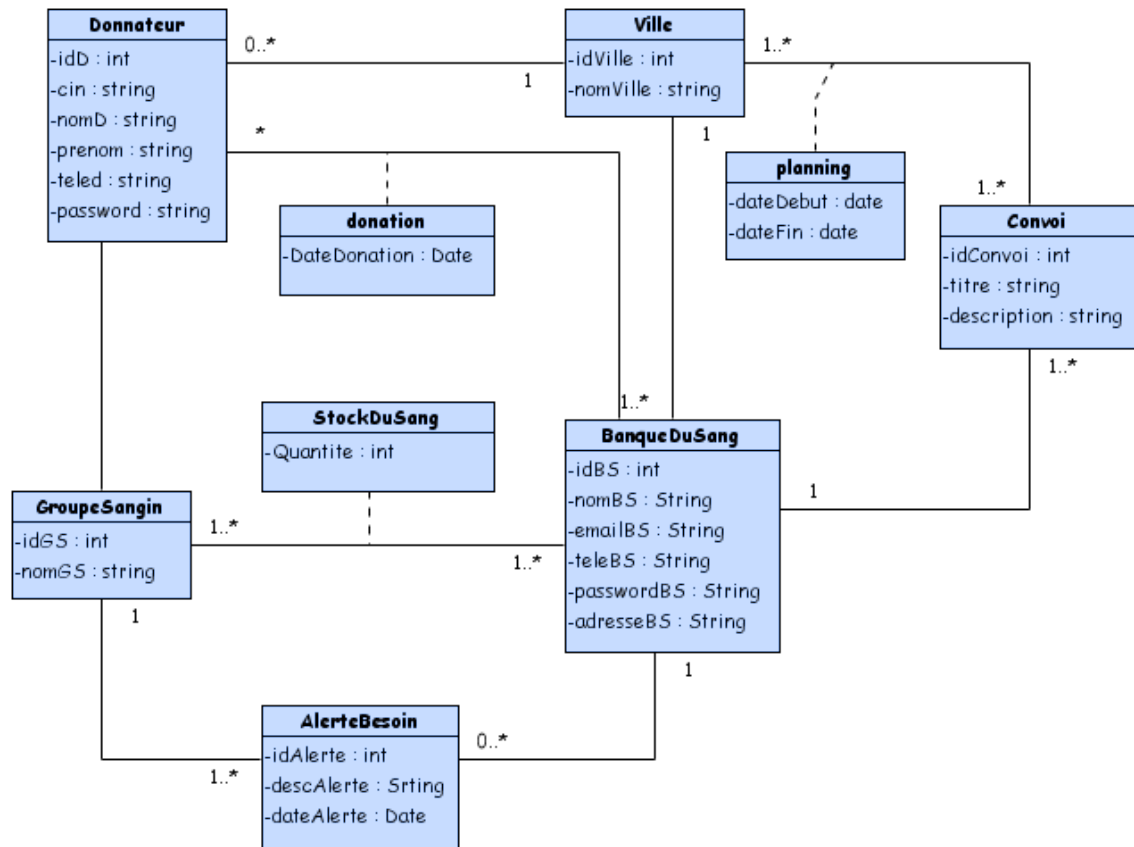 Donnateur
-idD : int
-cin : string
-nomD : string
-prenom : string
-teled : string
-password : string
0..*
1
Ville
-idVille : int
-nomVille : string
1..*
1
*
planning
-dateDebut : date
-dateFin : date
1..*
donation
-DateDonation : Date
Convoi
-idConvoi : int
-titre : string
-description : string
1..*
StockDuSang
-Quantite : int
1..*
BanqueDuSang
-idBS : int
-nomBS : String
-emailBS : String
-teleBS : String
-passwordBS : String
-adresseBS : String
1
GroupeSangin
-idGS : int
-nomGS : string
1..*
1..*
1
1
AlerteBesoin
-idAlerte : int
-descAlerte : Srting
-dateAlerte : Date
0..*
1..*